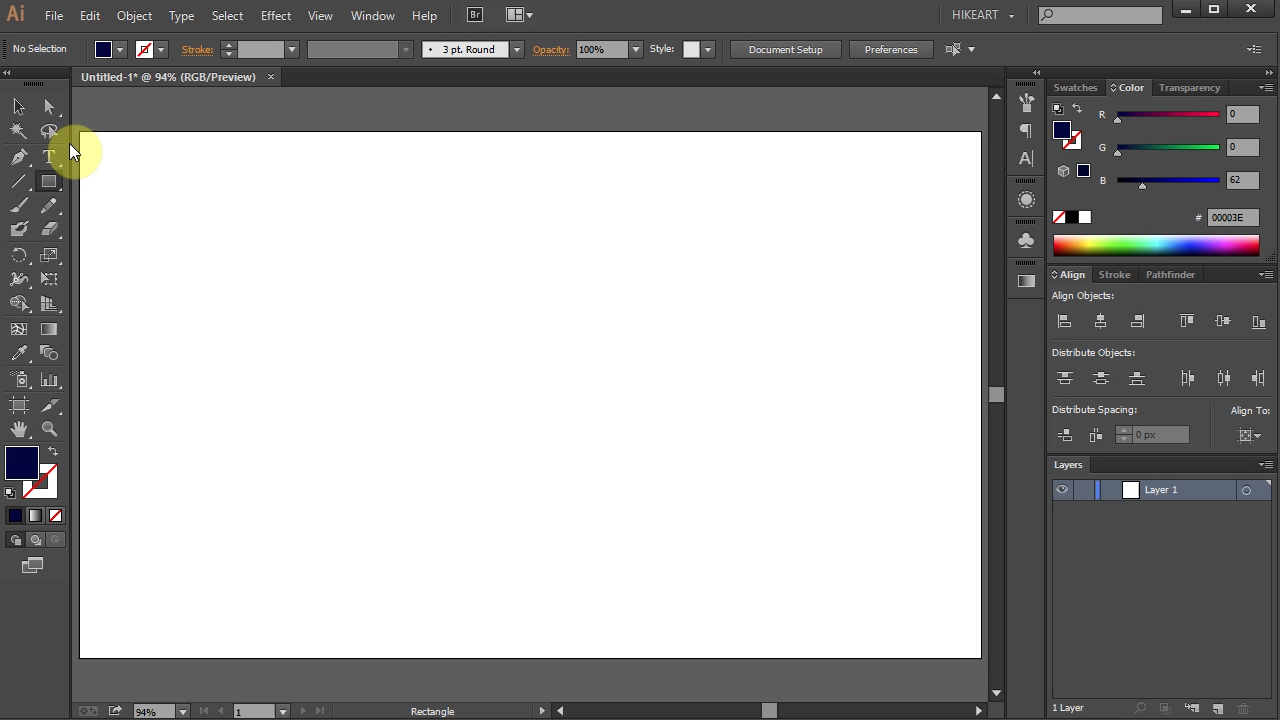 Ai File Edit Object Type Select Effect View Window Help Br HIKEART
No Selection Stroke: 3 pt. Round Opacity: 100% Style: Document Setup Preferences
Untitled-1* @ 94% (RGB/Preview) ×
Swatches Color Transparency
R 0
G 0
B 62
# 00003E
Align Stroke Pathfinder
Align Objects:
Distribute Objects:
Distribute Spacing: Align To:
0 px
Layers
Layer 1
1 Layer
94% 1 Rectangle